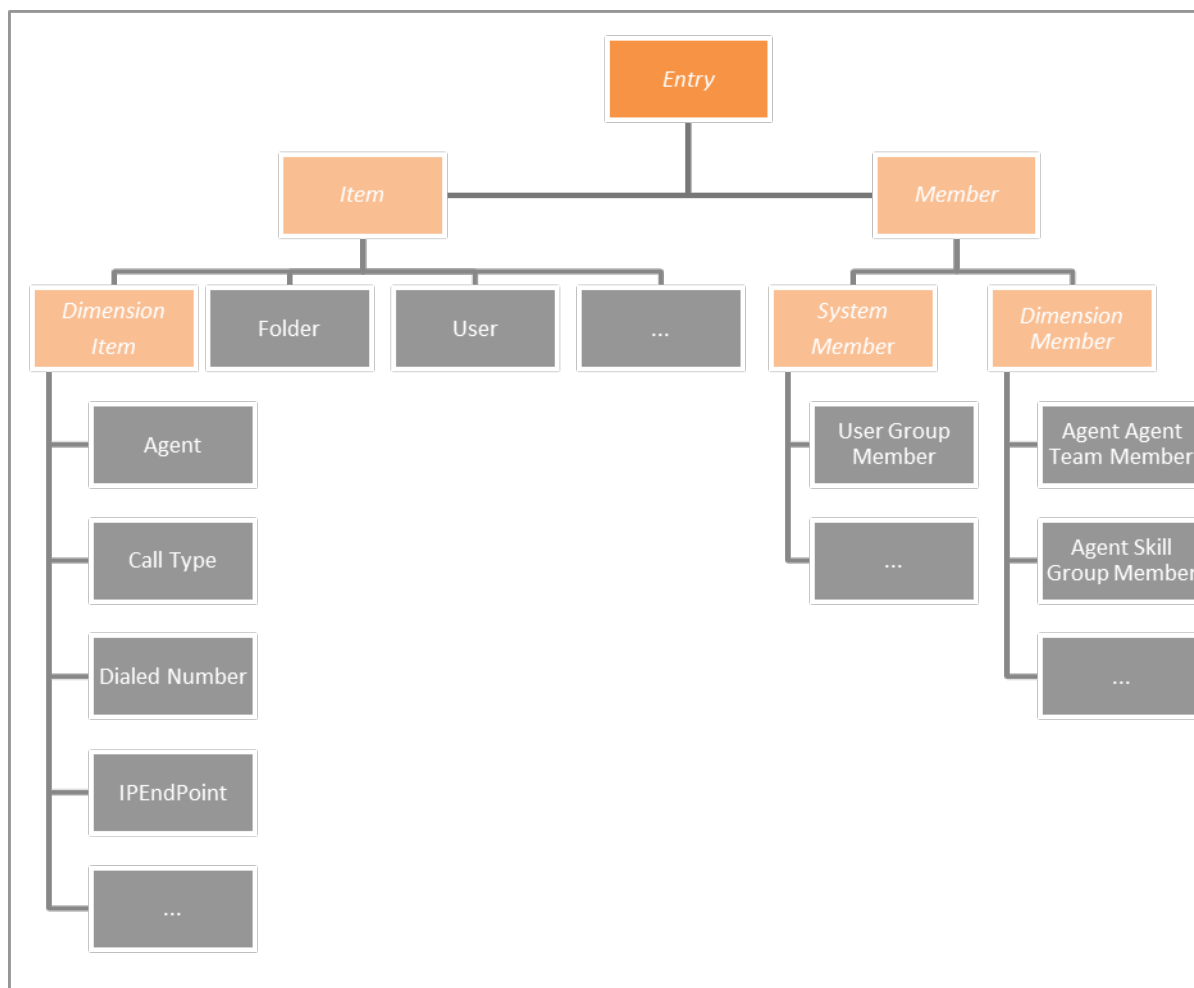 Entry
Item
Member
Dimension
Item
Folder
User
...
System
Member
Dimension
Member
Agent
User Group
Member
Agent Agent
Team Member
Call Type
...
Agent Skill
Group Member
Dialed Number
...
IPEndPoint
...